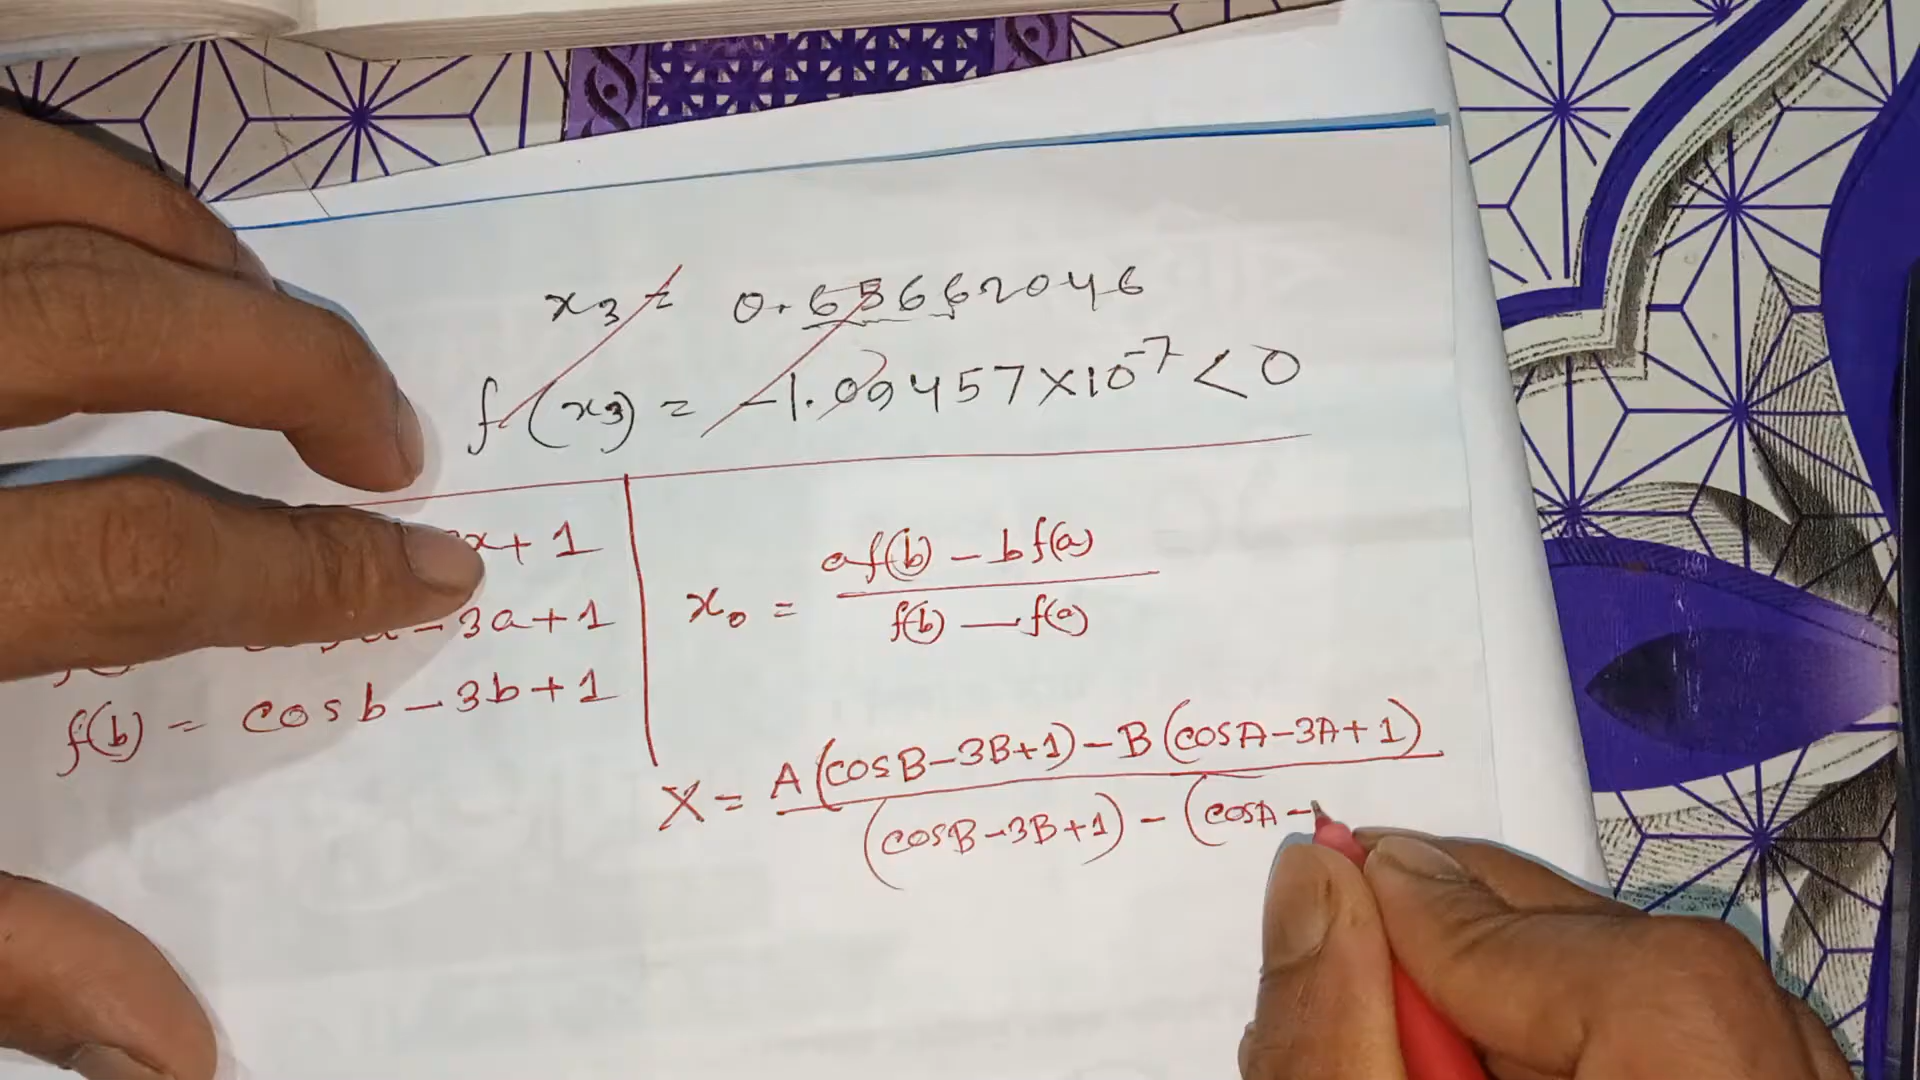 x₃ = 0.65662046
f(x₃) = -1.99457×10⁻⁷ < 0
x + 1
- 3a + 1
f(b) = cos b - 3b + 1
x₀ = (af(b) - bf(a)) / (f(b) - f(a))
X = (A(cosB - 3B + 1) - B(cosA - 3A + 1)) / ((cosB - 3B + 1) - (cosA -